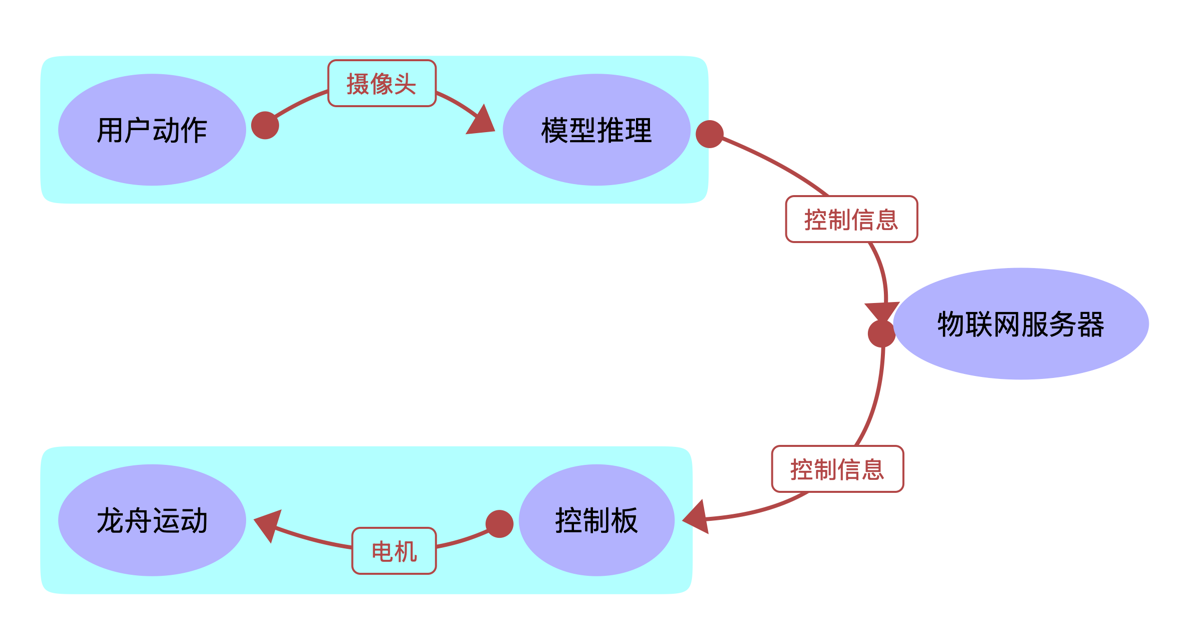 用户动作
摄像头
模型推理
控制信息
物联网服务器
控制信息
控制板
电机
龙舟运动